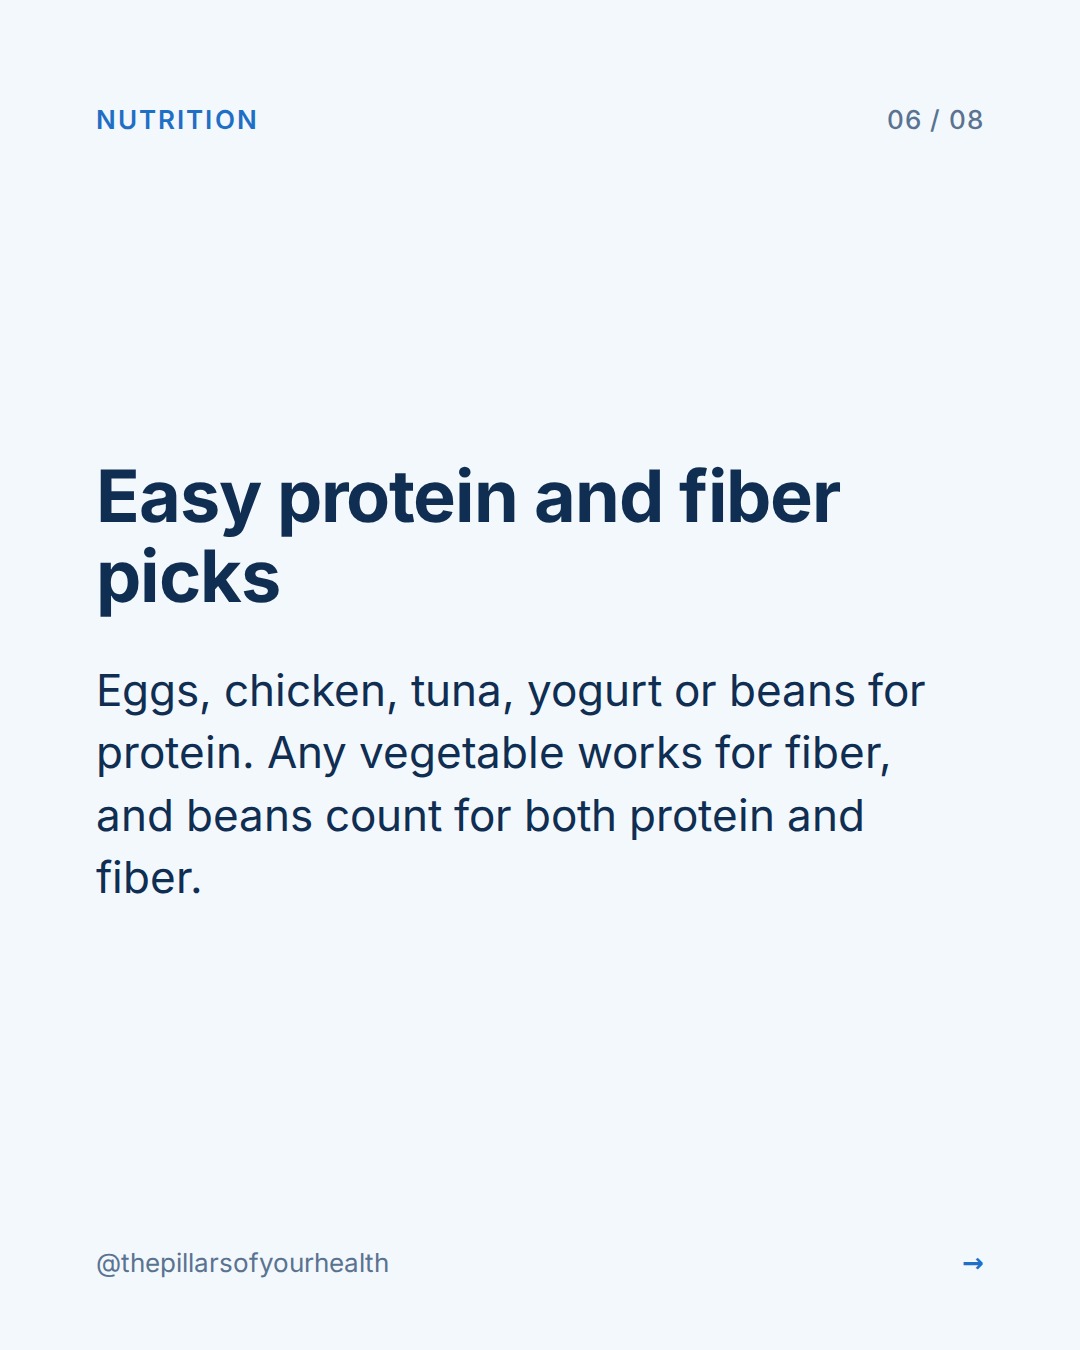 NUTRITION
06 / 08
Easy protein and fiber
picks
Eggs, chicken, tuna, yogurt or beans for
protein. Any vegetable works for fiber,
and beans count for both protein and
fiber.
@thepillarsofyourhealth
→